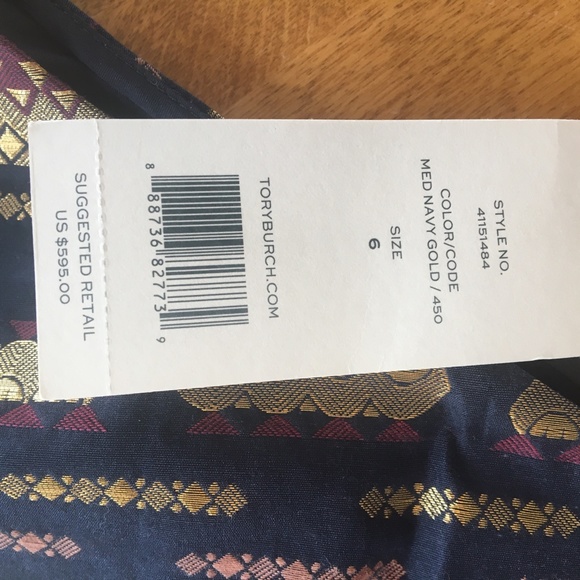 STYLE NO.
41151484
COLOR/CODE
MED NAVY GOLD / 450
SIZE
6
TORYBURCH.COM
8 88736 82773 9
SUGGESTED RETAIL
US $595.00